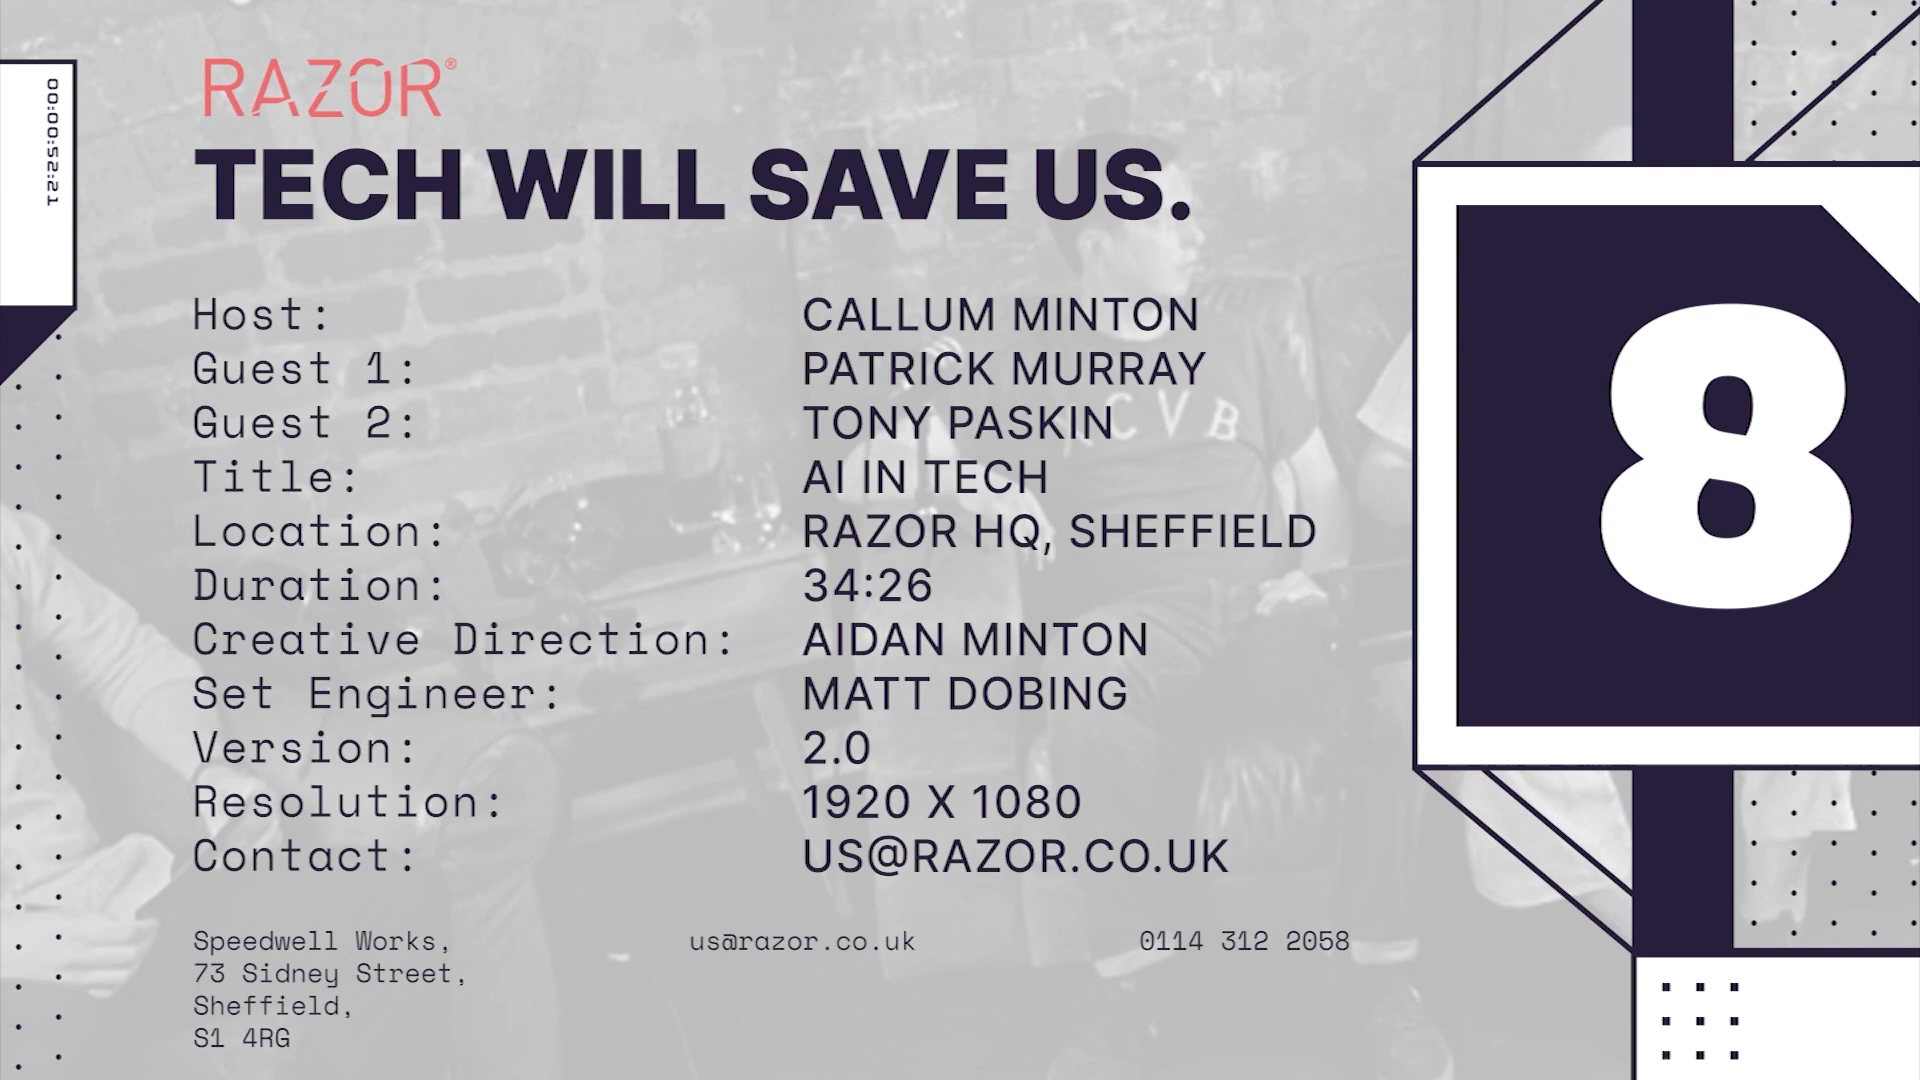 00:00:52:21
RAZOR®
TECH WILL SAVE US.
Host: CALLUM MINTON
Guest 1: PATRICK MURRAY
Guest 2: TONY PASKIN
Title: AI IN TECH
Location: RAZOR HQ, SHEFFIELD
Duration: 34:26
Creative Direction: AIDAN MINTON
Set Engineer: MATT DOBING
Version: 2.0
Resolution: 1920 X 1080
Contact: US@RAZOR.CO.UK
8
CVB
Speedwell Works, us@razor.co.uk 0114 312 2058
73 Sidney Street,
Sheffield,
S1 4RG